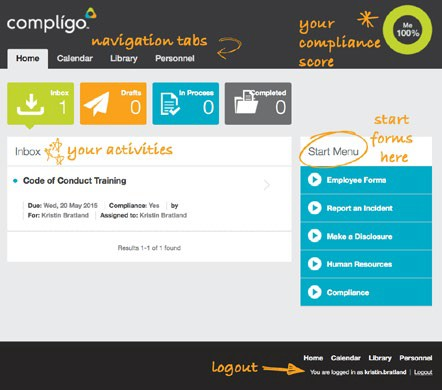 complígo
navigation tabs
your
compliance
score
Me
100%
Home Calendar Library Personnel
Inbox
1
Drafts
0
In Process
0
Completed
0
start
forms
here
Inbox
your activities
Start Menu
Code of Conduct Training
Due: Wed, 20 May 2015 Compliance: Yes by
For: Kristin Bratland Assigned to: Kristin Bratland
Results 1-1 of 1 found
Employee Forms
Report an Incident
Make a Disclosure
Human Resources
Compliance
Home Calendar Library Personnel
logout
You are logged in as kristin.bratland | Logout